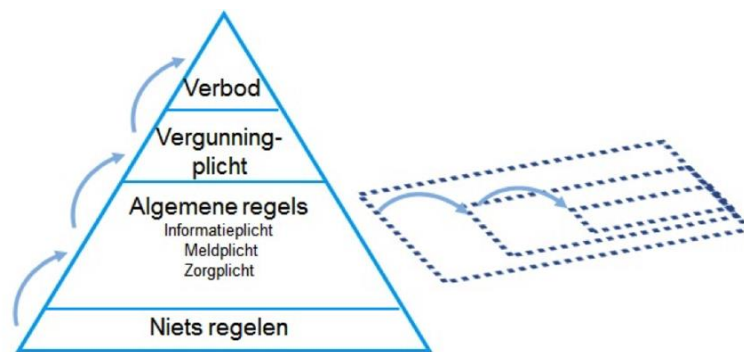 Verbod
Vergunning-
plicht
Algemene regels
Informatieplicht
Meldplicht
Zorgplicht
Niets regelen